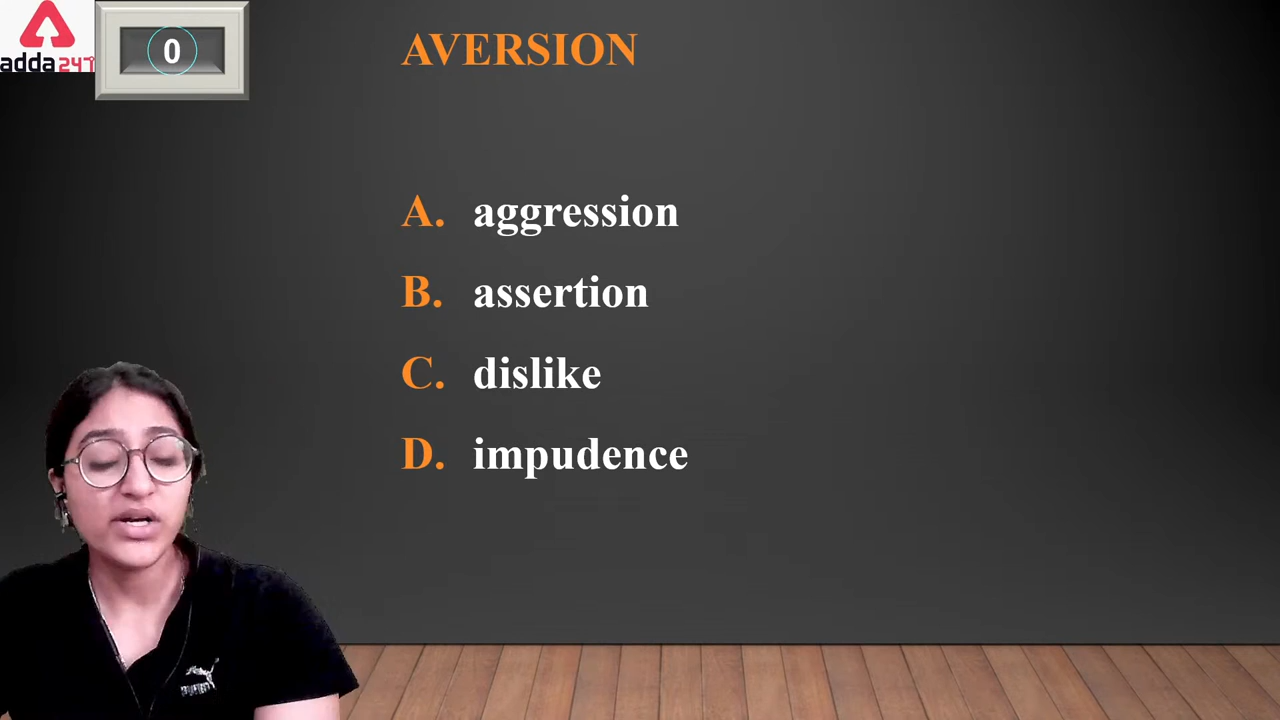 adda247
0
AVERSION
A. aggression
B. assertion
C. dislike
D. impudence